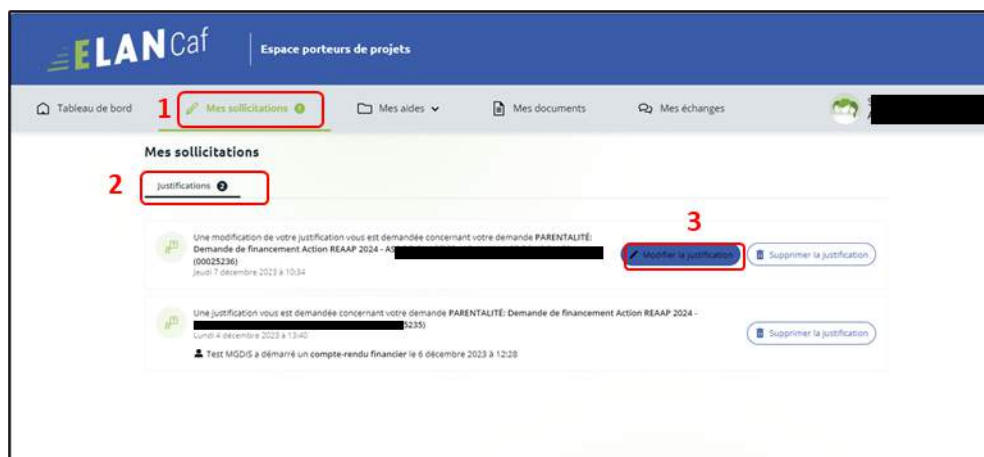 ELANCaf
Espace porteurs de projets
Tableau de bord
1
Mes sollicitations
Mes aides
Mes documents
Mes échanges
Mes sollicitations
2
Justifications 2
3
Une modification de votre justification vous est demandée concernant votre demande PARENTALITÉ:
Demande de financement Action REAAP 2024 - AS
(00025236)
Jeudi 7 décembre 2023 à 10:34
Modifier la justification
Supprimer la justification
Une justification vous est demandée concernant votre demande PARENTALITÉ: Demande de financement Action REAAP 2024 -
5235)
Lundi 4 décembre 2023 à 13:40
Supprimer la justification
Test MGDIS a démarré un compte-rendu financier le 6 décembre 2023 à 12:28